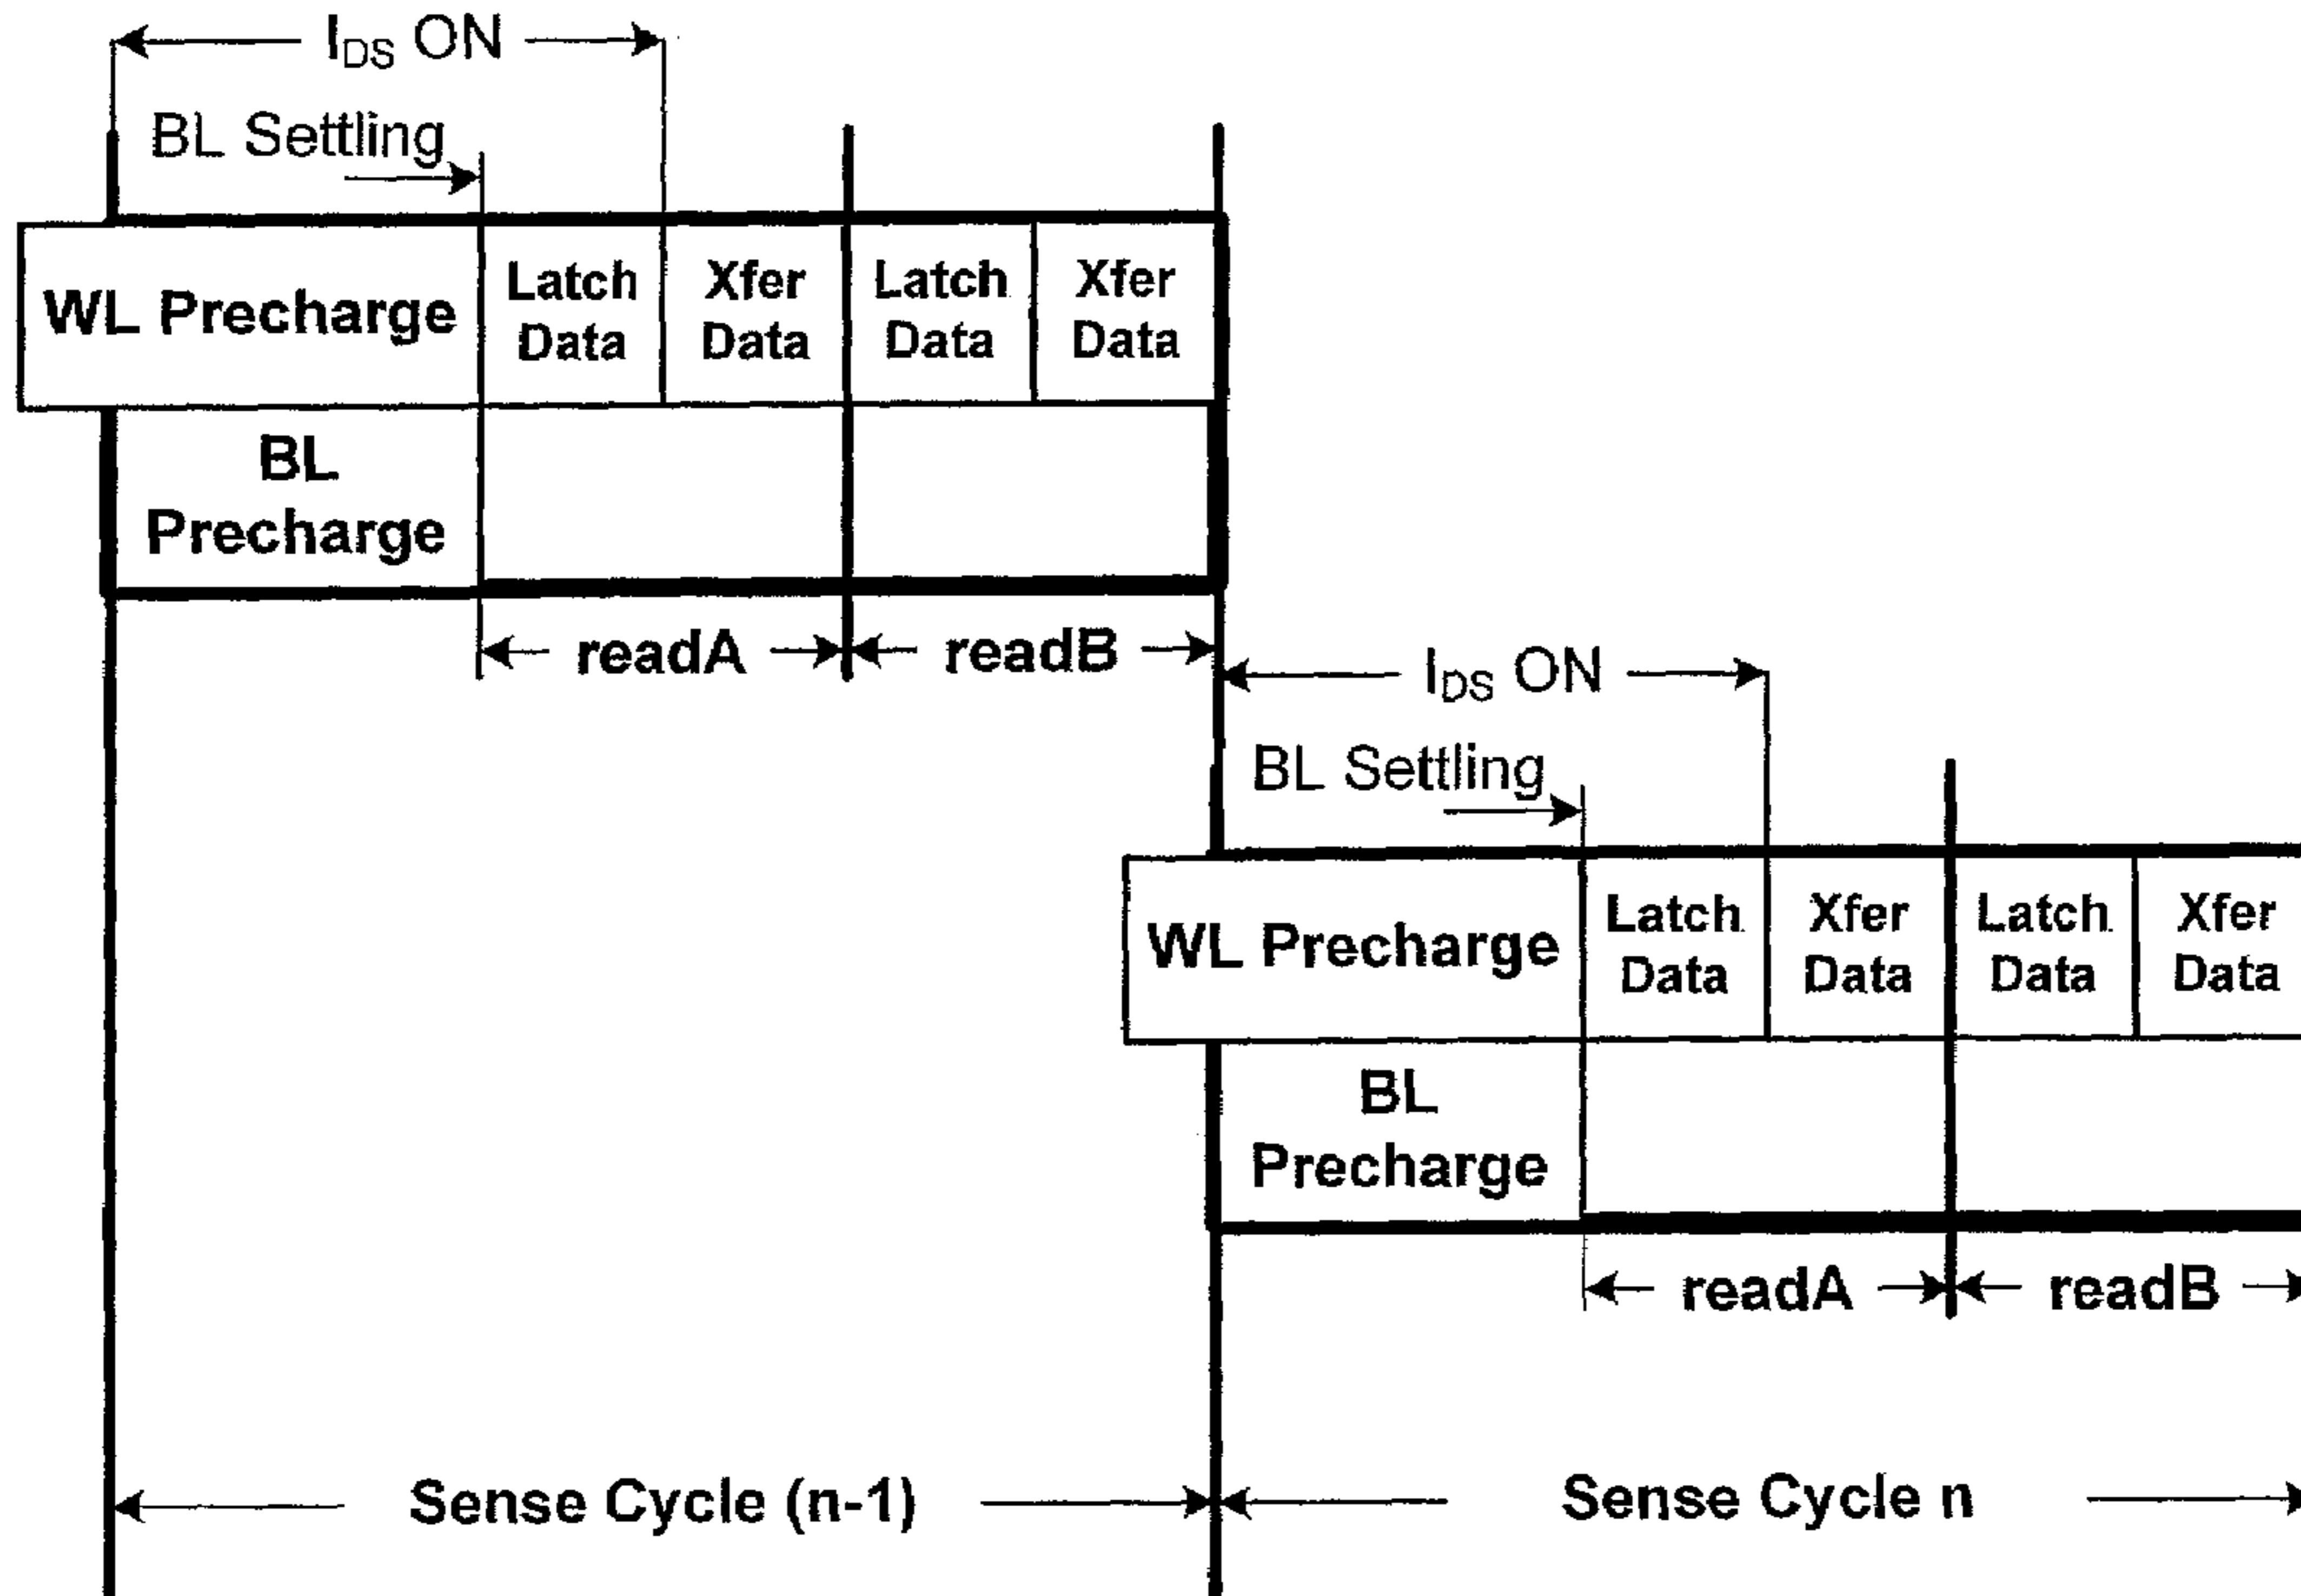 I_DS ON
BL Settling
WL Precharge
Latch
Data
Xfer
Data
Latch
Data
Xfer
Data
BL
Precharge
readA
readB
I_DS ON
BL Settling
WL Precharge
Latch
Data
Xfer
Data
Latch
Data
Xfer
Data
BL
Precharge
readA
readB
Sense Cycle (n-1)
Sense Cycle n